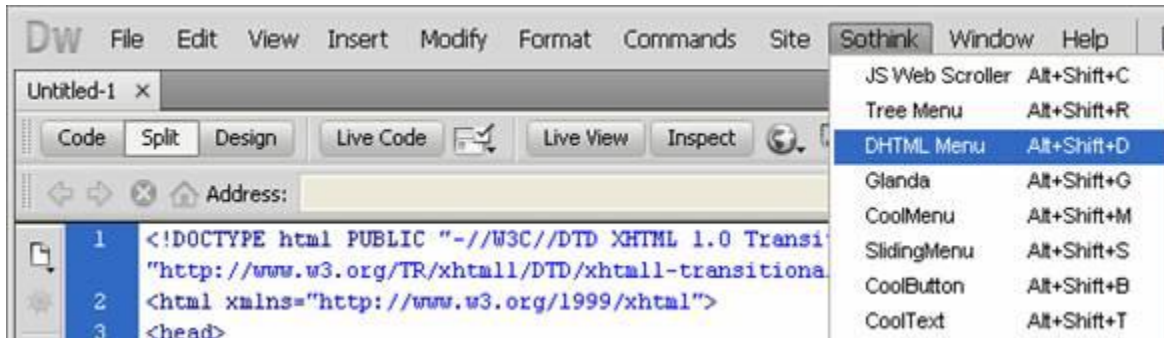 Dw File Edit View Insert Modify Format Commands Site Sothink Window Help
Untitled-1 ×
Code Split Design Live Code Live View Inspect
Address:
1 <!DOCTYPE html PUBLIC "-//W3C//DTD XHTML 1.0 Transi
"http://www.w3.org/TR/xhtml1/DTD/xhtml1-transitional
2 <html xmlns="http://www.w3.org/1999/xhtml">
3 <head>
JS Web Scroller Alt+Shift+C
Tree Menu Alt+Shift+R
DHTML Menu Alt+Shift+D
Glanda Alt+Shift+G
CoolMenu Alt+Shift+M
SlidingMenu Alt+Shift+S
CoolButton Alt+Shift+B
CoolText Alt+Shift+T